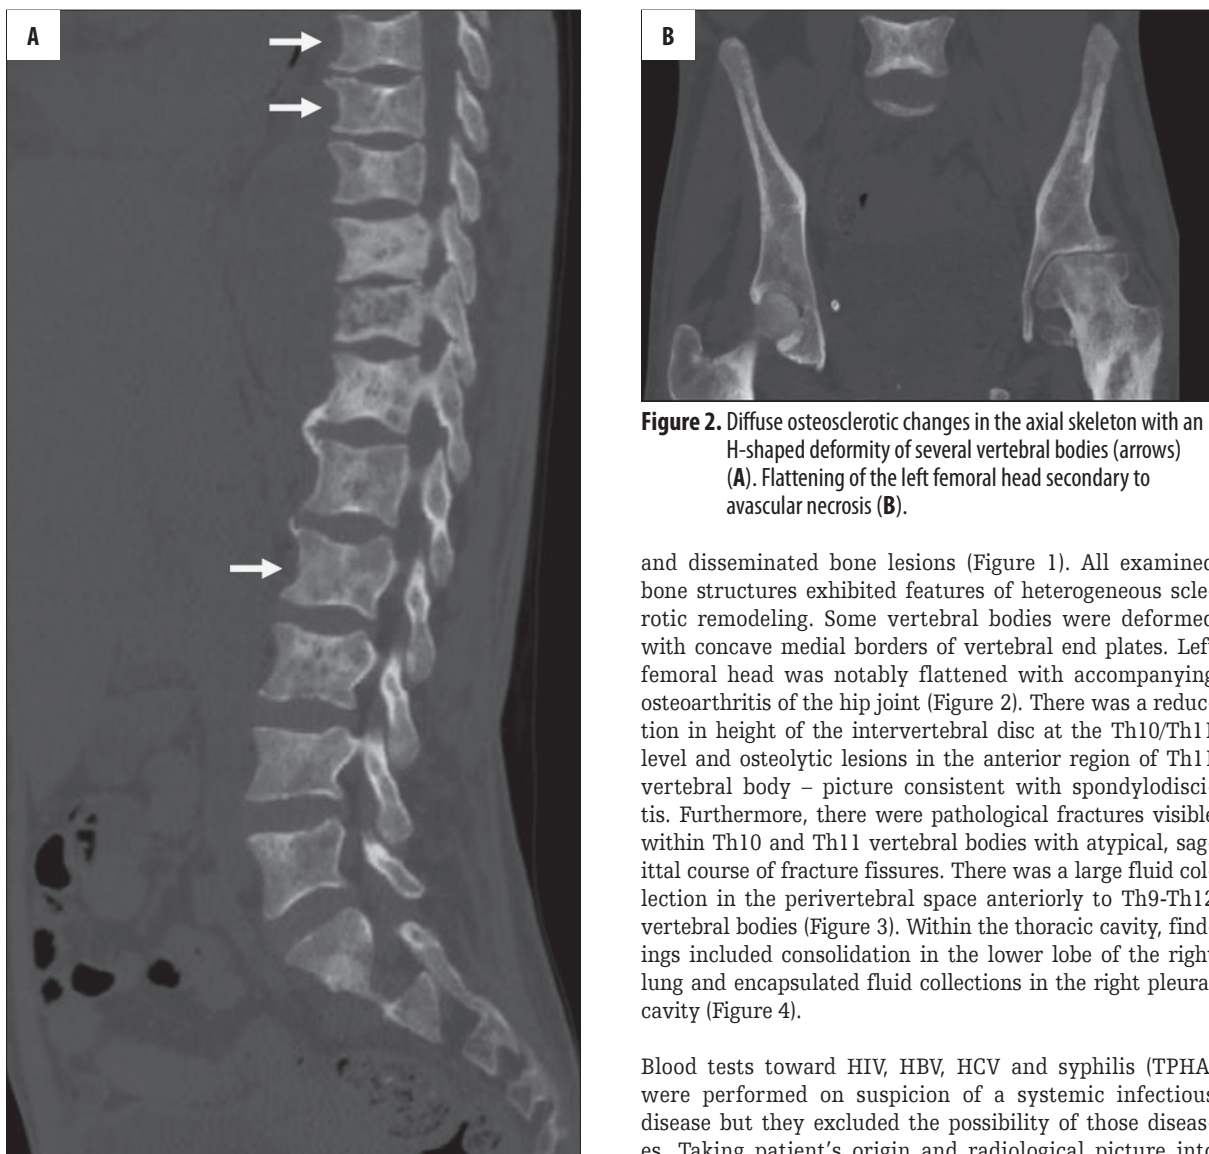 A
B
Figure 2. Diffuse osteosclerotic changes in the axial skeleton with an
H-shaped deformity of several vertebral bodies (arrows)
(A). Flattening of the left femoral head secondary to
avascular necrosis (B).
and disseminated bone lesions (Figure 1). All examined
bone structures exhibited features of heterogeneous scle
rotic remodeling. Some vertebral bodies were deformed
with concave medial borders of vertebral end plates. Lef
femoral head was notably flattened with accompanying
osteoarthritis of the hip joint (Figure 2). There was a reduc
tion in height of the intervertebral disc at the Th10/Th11
level and osteolytic lesions in the anterior region of Th11
vertebral body – picture consistent with spondylodisci
tis. Furthermore, there were pathological fractures visible
within Th10 and Th11 vertebral bodies with atypical, sag
ittal course of fracture fissures. There was a large fluid col
lection in the perivertebral space anteriorly to Th9-Th12
vertebral bodies (Figure 3). Within the thoracic cavity, find
ings included consolidation in the lower lobe of the right
lung and encapsulated fluid collections in the right pleura
cavity (Figure 4).
Blood tests toward HIV, HBV, HCV and syphilis (TPHA
were performed on suspicion of a systemic infectious
disease but they excluded the possibility of those diseas
es. Taking patient's origin and radiological picture into